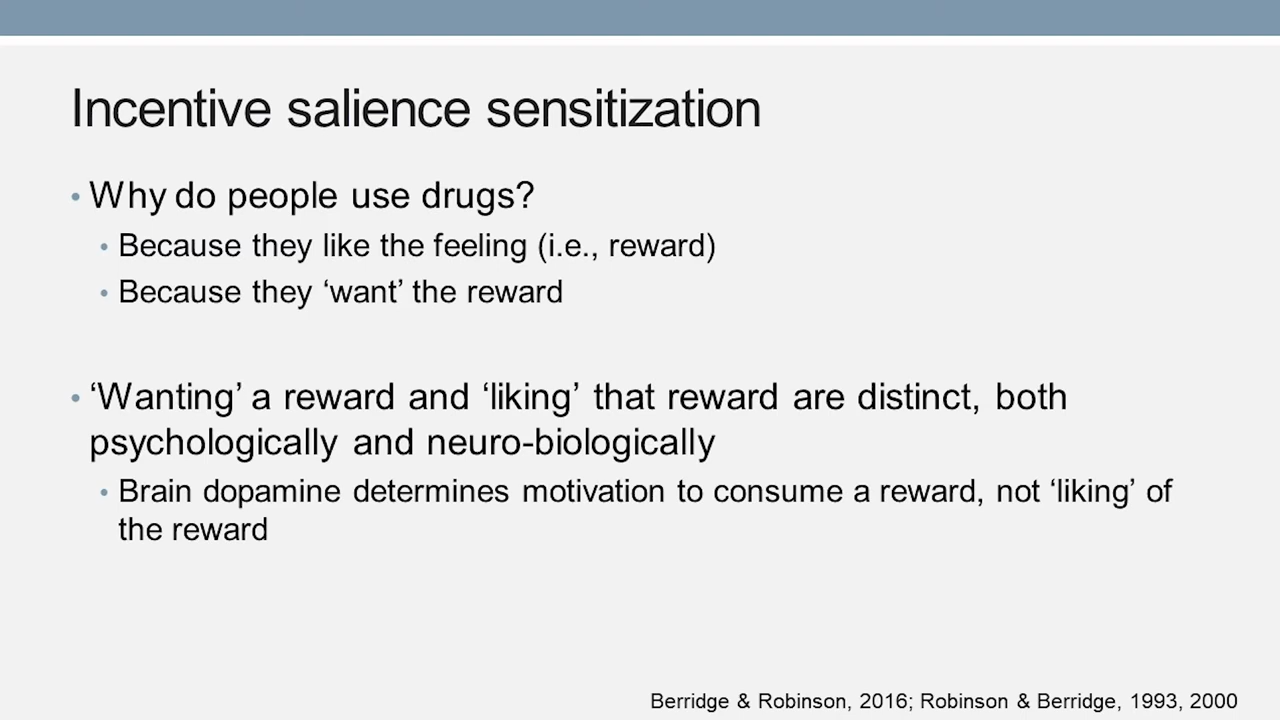 Incentive salience sensitization
• Why do people use drugs?
• Because they like the feeling (i.e., reward)
• Because they ‘want’ the reward
• ‘Wanting’ a reward and ‘liking’ that reward are distinct, both
psychologically and neuro-biologically
• Brain dopamine determines motivation to consume a reward, not ‘liking’ of
the reward
Berridge & Robinson, 2016; Robinson & Berridge, 1993, 2000